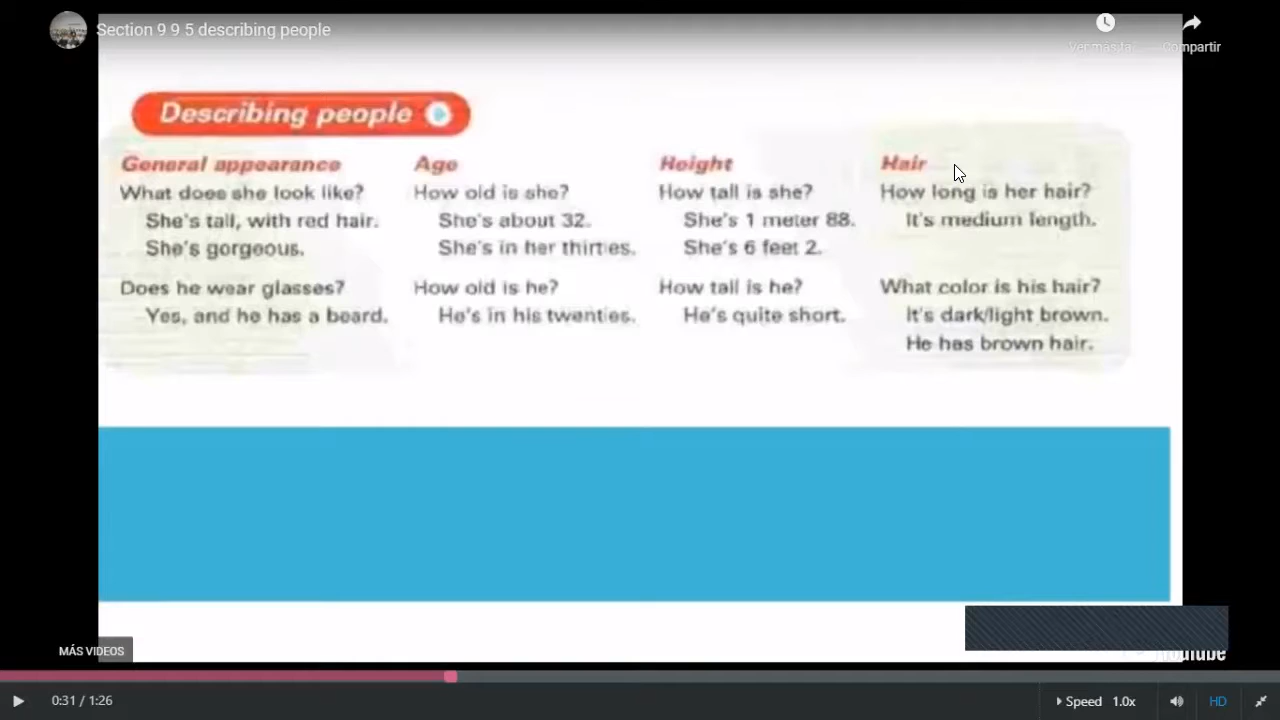 Section 9 9 5 describing people
Compartir
Describing people
General appearance
What does she look like?
She's tall, with red hair.
She's gorgeous.
Does he wear glasses?
Yes, and he has a beard.
Age
How old is she?
She's about 32.
She's in her thirties.
How old is he?
He's in his twenties.
Height
How tall is she?
She's 1 meter 88.
She's 6 feet 2.
How tall is he?
He's quite short.
Hair
How long is her hair?
It's medium length.
What color is his hair?
It's dark/light brown.
He has brown hair.
MÁS VIDEOS
YouTube
0:31 / 1:26
Speed 1.0x
HD